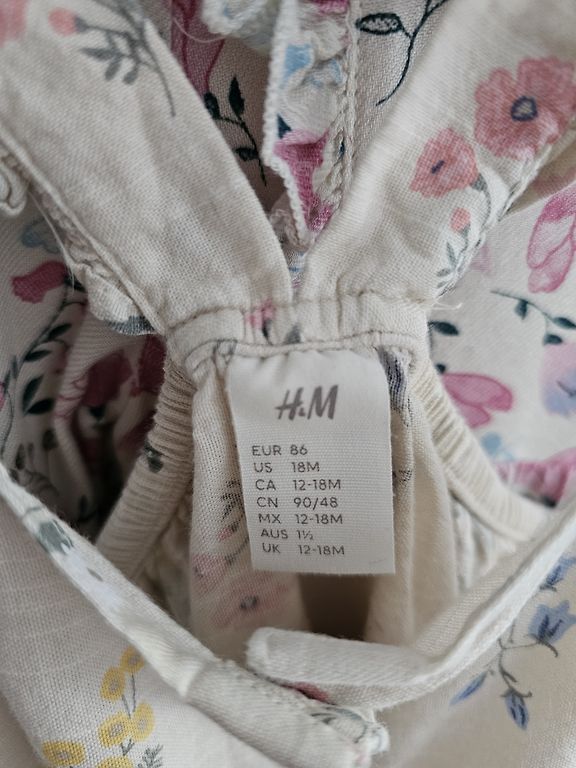 H&M
EUR 86
US 18M
CA 12-18M
CN 90/48
MX 12-18M
AUS 1½
UK 12-18M